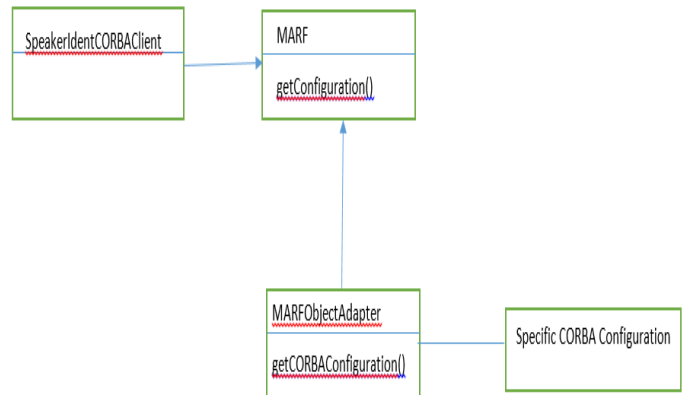 SpeakerIdentCORBAClient
MARF
getConfiguration()
MARFObjectAdapter
getCORBAConfiguration()
Specific CORBA Configuration